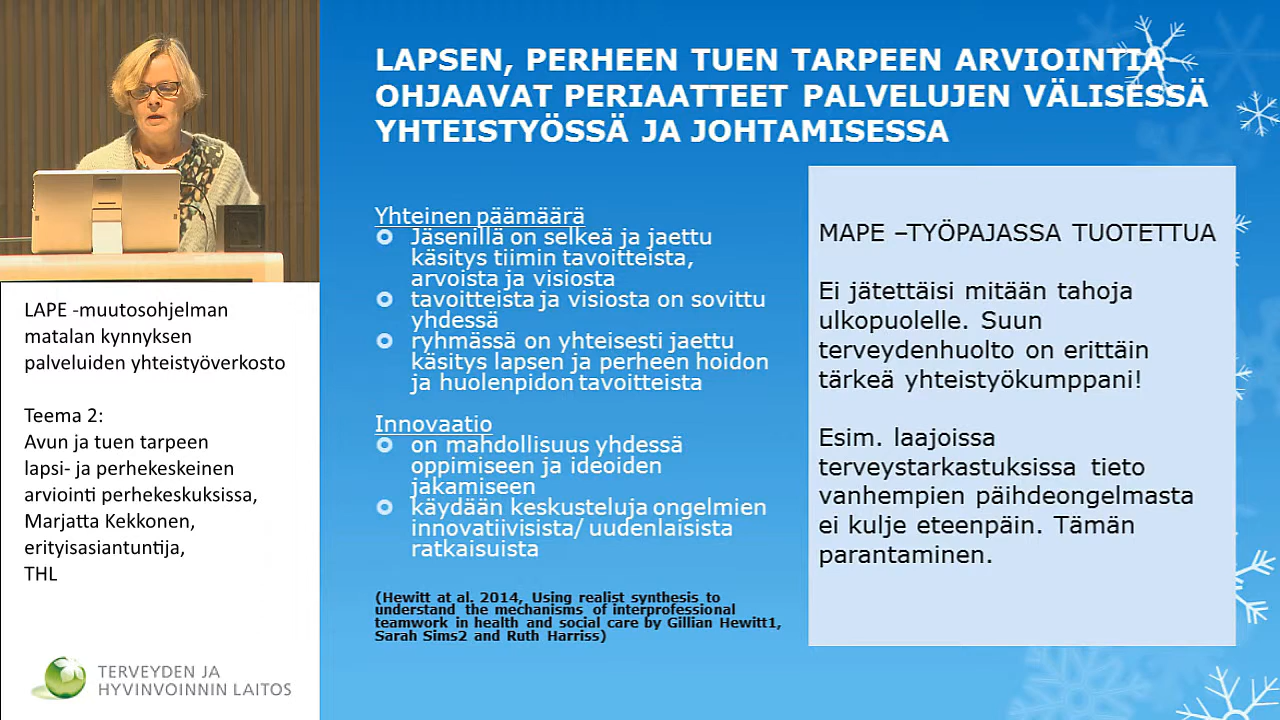 LAPSEN, PERHEEN TUEN TARPEEN ARVIOINTIA
OHJAAVAT PERIAATTEET PALVELUJEN VÄLISESSÄ
YHTEISTYÖSSÄ JA JOHTAMISESSA
Yhteinen päämäärä
Jäsenillä on selkeä ja jaettu
käsitys tiimin tavoitteista,
arvoista ja visiosta
tavoitteista ja visiosta on sovittu
yhdessä
ryhmässä on yhteisesti jaettu
käsitys lapsen ja perheen hoidon
ja huolenpidon tavoitteista
Innovaatio
on mahdollisuus yhdessä
oppimiseen ja ideoiden
jakamiseen
käydään keskusteluja ongelmien
innovatiivisista/ uudenlaisista
ratkaisuista
(Hewitt at al. 2014, Using realist synthesis to
understand the mechanisms of interprofessional
teamwork in health and social care by Gillian Hewitt1,
Sarah Sims2 and Ruth Harriss)
MAPE –TYÖPAJASSA TUOTETTUA
Ei jätettäisi mitään tahoja
ulkopuolelle. Suun
terveydenhuolto on erittäin
tärkeä yhteistyökumppani!
Esim. laajoissa
terveystarkastuksissa tieto
vanhempien päihdeongelmasta
ei kulje eteenpäin. Tämän
parantaminen.
LAPE -muutosohjelman
matalan kynnyksen
palveluiden yhteistyöverkosto
Teema 2:
Avun ja tuen tarpeen
lapsi- ja perhekeskeinen
arviointi perhekeskuksissa,
Marjatta Kekkonen,
erityisasiantuntija,
THL
TERVEYDEN JA
HYVINVOINNIN LAITOS